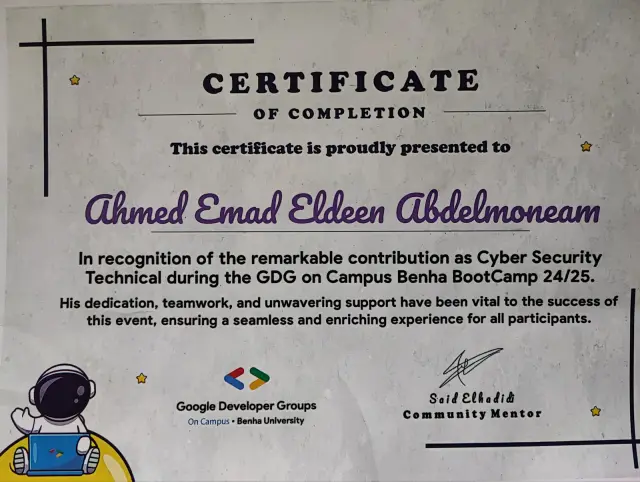 CERTIFICATE
OF COMPLETION
This certificate is proudly presented to
Ahmed Emad Eldeen Abdelmoneam
In recognition of the remarkable contribution as Cyber Security
Technical during the GDG on Campus Benha BootCamp 24/25.
His dedication, teamwork, and unwavering support have been vital to the success of
this event, ensuring a seamless and enriching experience for all participants.
Google Developer Groups
On Campus • Benha University
Said Elhadidi
Community Mentor